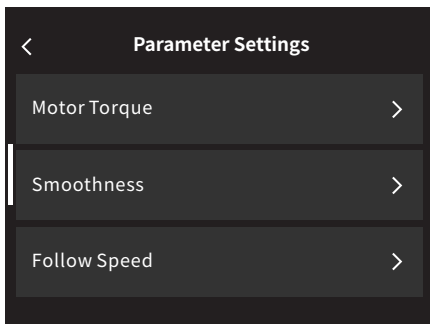 Parameter Settings
Motor Torque
Smoothness
Follow Speed